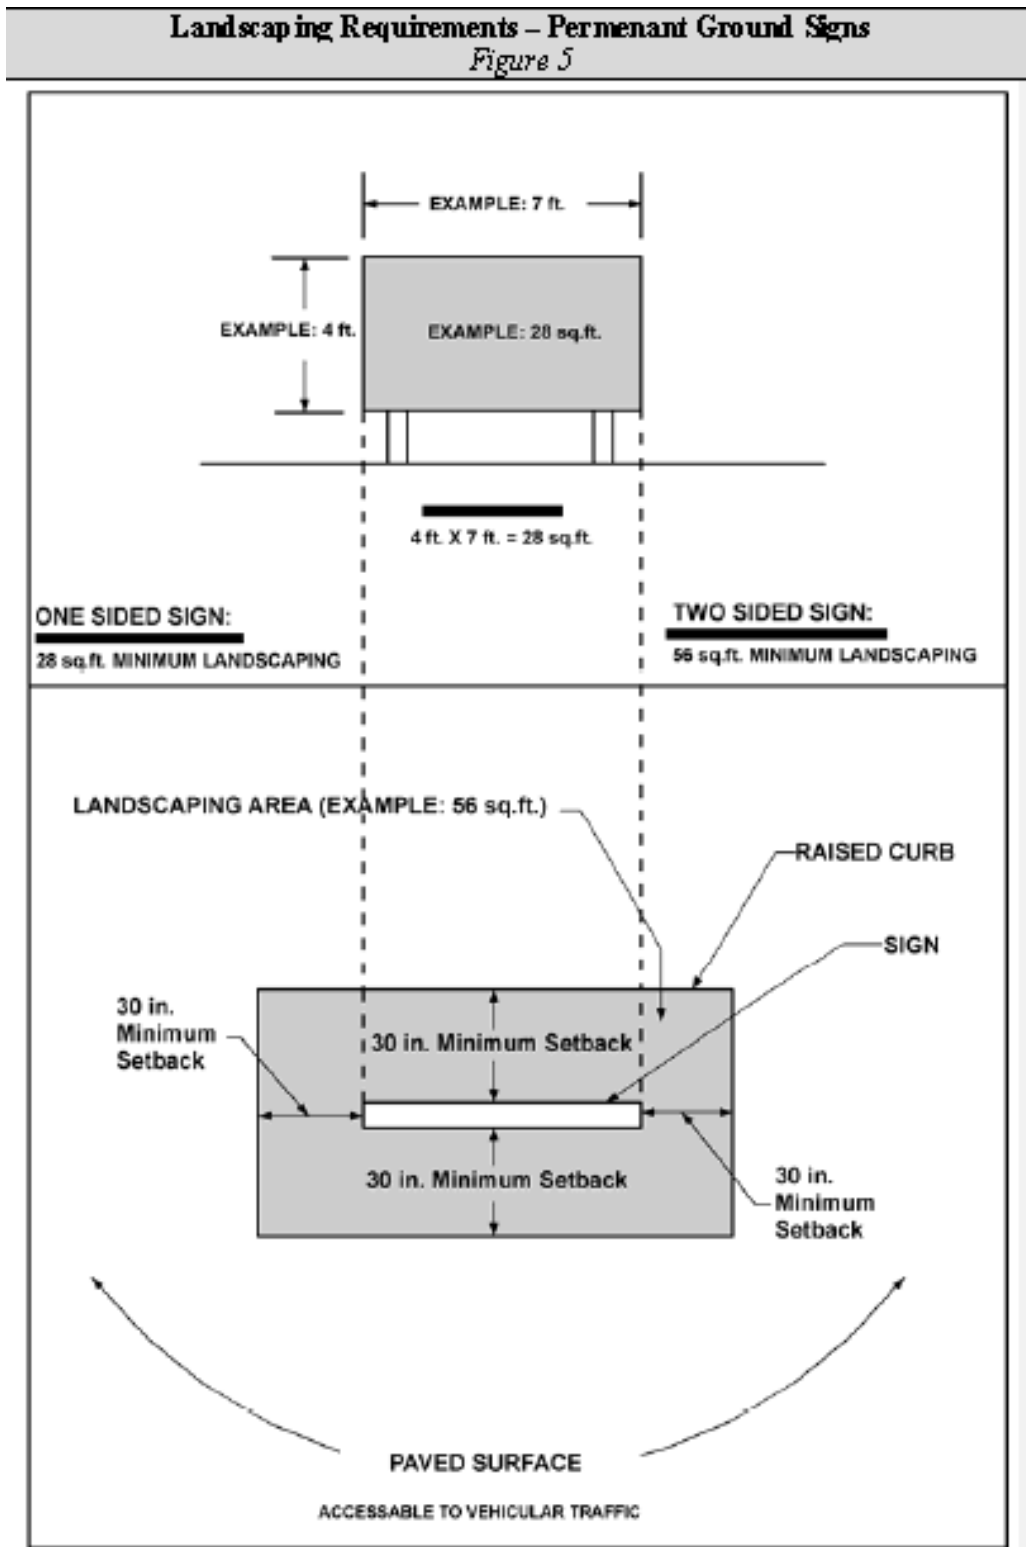 Landscaping Requirements – Permenant Ground Signs
Figure 5
EXAMPLE: 7 ft.
EXAMPLE: 4 ft.
EXAMPLE: 28 sq.ft.
4 ft. X 7 ft. = 28 sq.ft.
ONE SIDED SIGN:
28 sq.ft. MINIMUM LANDSCAPING
TWO SIDED SIGN:
56 sq.ft. MINIMUM LANDSCAPING
LANDSCAPING AREA (EXAMPLE: 56 sq.ft.)
RAISED CURB
SIGN
30 in.
Minimum
Setback
30 in. Minimum Setback
30 in. Minimum Setback
30 in.
Minimum
Setback
PAVED SURFACE
ACCESSABLE TO VEHICULAR TRAFFIC